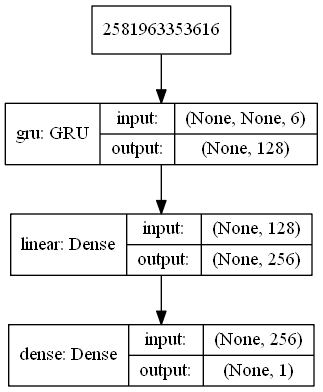 2581963353616
gru: GRU
input: (None, None, 6)
output: (None, 128)
linear: Dense
input: (None, 128)
output: (None, 256)
dense: Dense
input: (None, 256)
output: (None, 1)